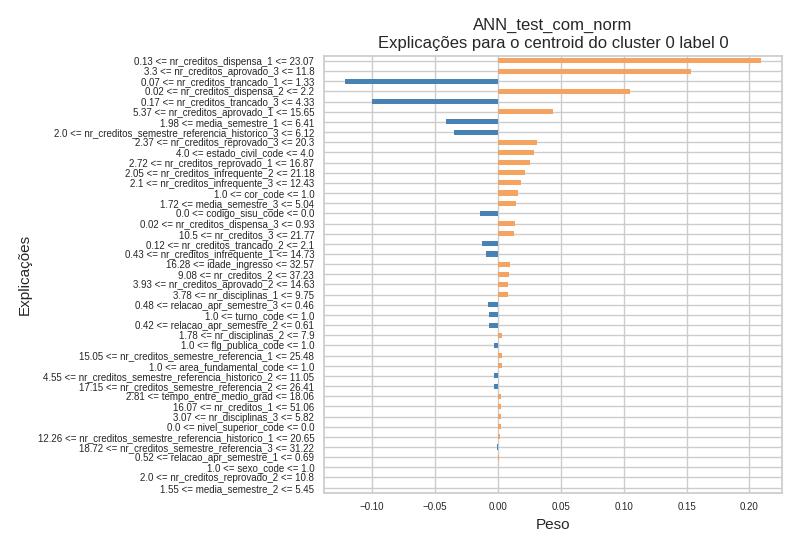 ANN_test_com_norm
Explicações para o centroid do cluster 0 label 0
0.13 <= nr_creditos_dispensa_1 <= 23.07
3.3 <= nr_creditos_aprovado_3 <= 11.8
0.07 <= nr_creditos_trancado_1 <= 1.33
0.02 <= nr_creditos_dispensa_2 <= 2.2
0.17 <= nr_creditos_trancado_3 <= 4.33
5.37 <= nr_creditos_aprovado_1 <= 15.65
1.98 <= media_semestre_1 <= 6.41
2.0 <= nr_creditos_semestre_referencia_historico_3 <= 6.12
2.37 <= nr_creditos_reprovado_3 <= 20.3
4.0 <= estado_civil_code <= 4.0
2.72 <= nr_creditos_reprovado_1 <= 16.87
2.05 <= nr_creditos_infrequente_2 <= 21.18
2.1 <= nr_creditos_infrequente_3 <= 12.43
1.0 <= cor_code <= 1.0
1.72 <= media_semestre_3 <= 5.04
0.0 <= codigo_sisu_code <= 0.0
0.02 <= nr_creditos_dispensa_3 <= 0.93
10.5 <= nr_creditos_3 <= 21.77
0.12 <= nr_creditos_trancado_2 <= 2.1
0.43 <= nr_creditos_infrequente_1 <= 14.73
16.28 <= idade_ingresso <= 32.57
9.08 <= nr_creditos_2 <= 37.23
3.93 <= nr_creditos_aprovado_2 <= 14.63
3.78 <= nr_disciplinas_1 <= 9.75
0.48 <= relacao_apr_semestre_3 <= 0.46
1.0 <= turno_code <= 1.0
0.42 <= relacao_apr_semestre_2 <= 0.61
1.78 <= nr_disciplinas_2 <= 7.9
1.0 <= flg_publica_code <= 1.0
15.05 <= nr_creditos_semestre_referencia_1 <= 25.48
1.0 <= area_fundamental_code <= 1.0
4.55 <= nr_creditos_semestre_referencia_historico_2 <= 11.05
17.15 <= nr_creditos_semestre_referencia_2 <= 26.41
2.81 <= tempo_entre_medio_grad <= 18.06
16.07 <= nr_creditos_1 <= 51.06
3.07 <= nr_disciplinas_3 <= 5.82
0.0 <= nivel_superior_code <= 0.0
12.26 <= nr_creditos_semestre_referencia_historico_1 <= 20.65
18.72 <= nr_creditos_semestre_referencia_3 <= 31.22
0.52 <= relacao_apr_semestre_1 <= 0.69
1.0 <= sexo_code <= 1.0
2.0 <= nr_creditos_reprovado_2 <= 10.8
1.55 <= media_semestre_2 <= 5.45
Explicações
−0.10 −0.05 0.00 0.05 0.10 0.15 0.20
Peso